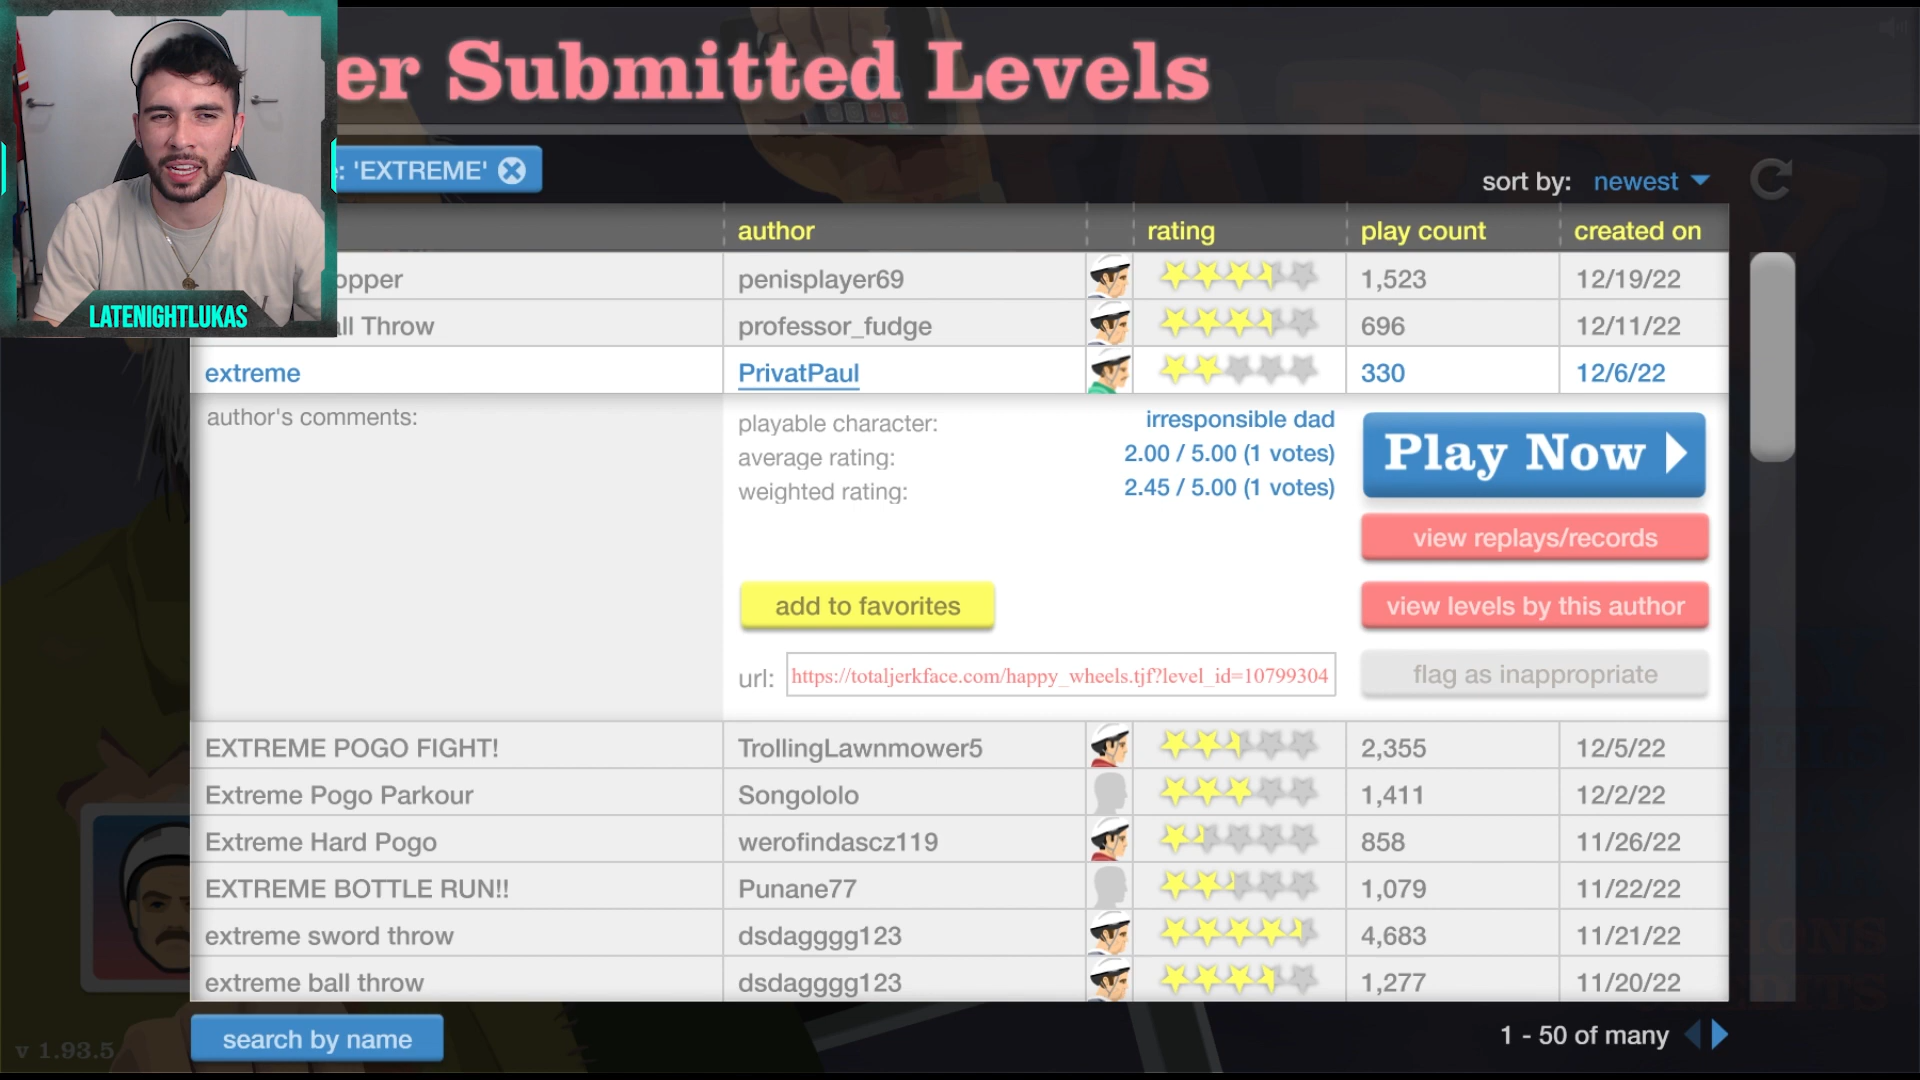 er Submitted Levels
: 'EXTREME'
sort by: newest
author rating play count created on
opper penisplayer69 1,523 12/19/22
all Throw professor_fudge 696 12/11/22
LATENIGHTLUKAS
extreme PrivatPaul 330 12/6/22
author's comments:
playable character: irresponsible dad
average rating: 2.00 / 5.00 (1 votes)
weighted rating: 2.45 / 5.00 (1 votes)
Play Now
view replays/records
add to favorites
view levels by this author
url: https://totaljerkface.com/happy_wheels.tjf?level_id=10799304
flag as inappropriate
EXTREME POGO FIGHT! TrollingLawnmower5 2,355 12/5/22
Extreme Pogo Parkour Songololo 1,411 12/2/22
Extreme Hard Pogo werofindascz119 858 11/26/22
EXTREME BOTTLE RUN!! Punane77 1,079 11/22/22
extreme sword throw dsdagggg123 4,683 11/21/22
extreme ball throw dsdagggg123 1,277 11/20/22
search by name
1 - 50 of many
v 1.93.5